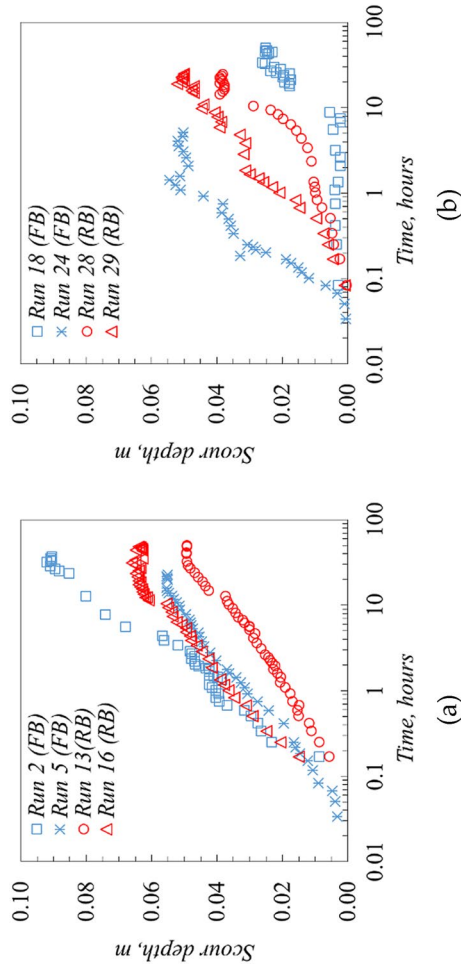 0.10
0.08
0.06
0.04
0.02
0.00
Scour depth, m
Run 2 (FB)
Run 5 (FB)
Run 13(RB)
Run 16 (RB)
0.01
0.1
1
10
100
Time, hours
(a)
0.10
0.08
0.06
0.04
0.02
0.00
Scour depth, m
Run 18 (FB)
Run 24 (FB)
Run 28 (RB)
Run 29 (RB)
0.01
0.1
1
10
100
Time, hours
(b)